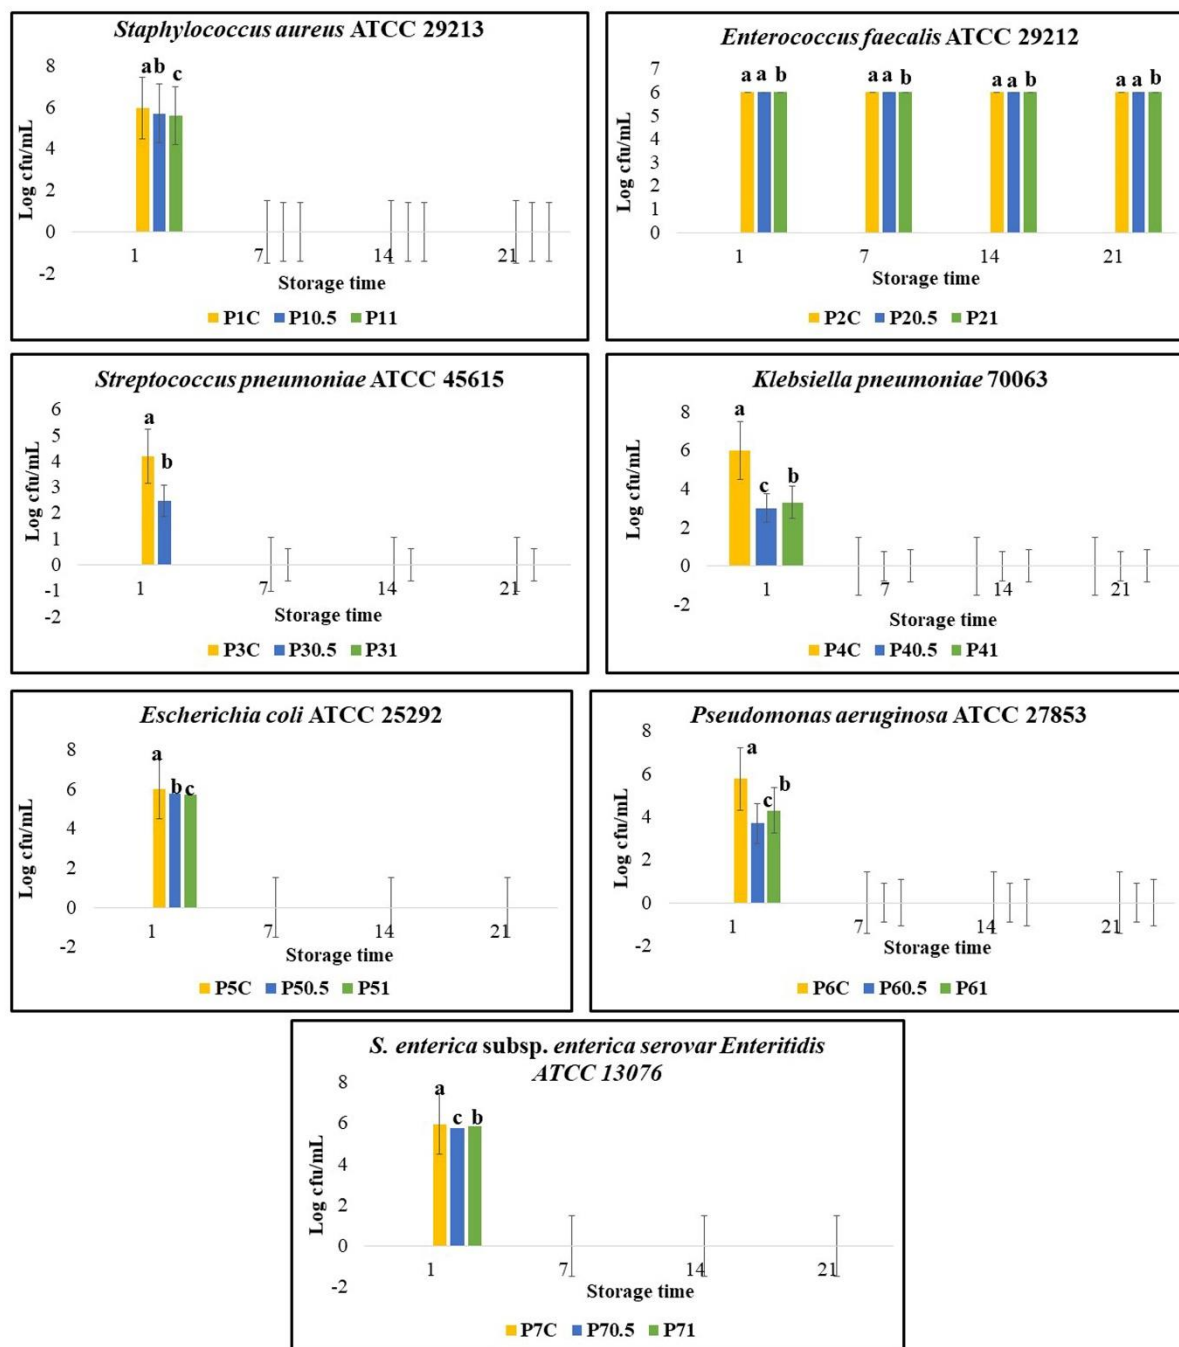 Staphylococcus aureus ATCC 29213
8
6
4
2
0
-2
Log cfu/mL
a b c
1 7 14 21
Storage time
P1C P10.5 P11
Enterococcus faecalis ATCC 29212
7
6
5
4
3
2
1
0
Log cfu/mL
a a b a a b a a b a a b
1 7 14 21
Storage time
P2C P20.5 P21
Streptococcus pneumoniae ATCC 45615
6
5
4
3
2
1
0
-1
-2
Log cfu/mL
a
b
1 7 14 21
Storage time
P3C P30.5 P31
Klebsiella pneumoniae 70063
8
6
4
2
0
-2
Log cfu/mL
a
c b
1 7 14 21
Storage time
P4C P40.5 P41
Escherichia coli ATCC 25292
8
6
4
2
0
-2
Log cfu/mL
a
b c
1 7 14 21
Storage time
P5C P50.5 P51
Pseudomonas aeruginosa ATCC 27853
8
6
4
2
0
-2
Log cfu/mL
a
c b
1 7 14 21
Storage time
P6C P60.5 P61
S. enterica subsp. enterica serovar Enteritidis
ATCC 13076
8
6
4
2
0
-2
Log cfu/mL
a
c b
1 7 14 21
Storage time
P7C P70.5 P71